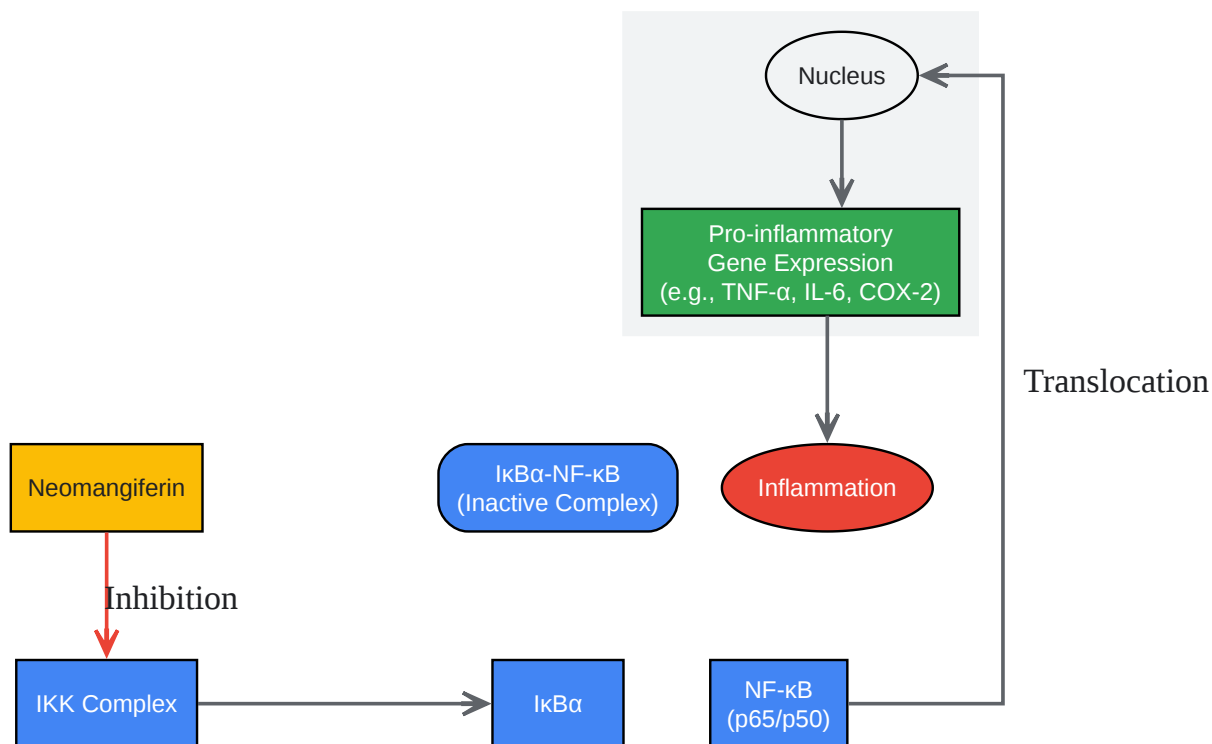 Nucleus
Pro-inflammatory
Gene Expression
(e.g., TNF-α, IL-6, COX-2)
Translocation
Neomangiferin
IκBα-NF-κB
(Inactive Complex)
Inflammation
Inhibition
IKK Complex
IκBα
NF-κB
(p65/p50)